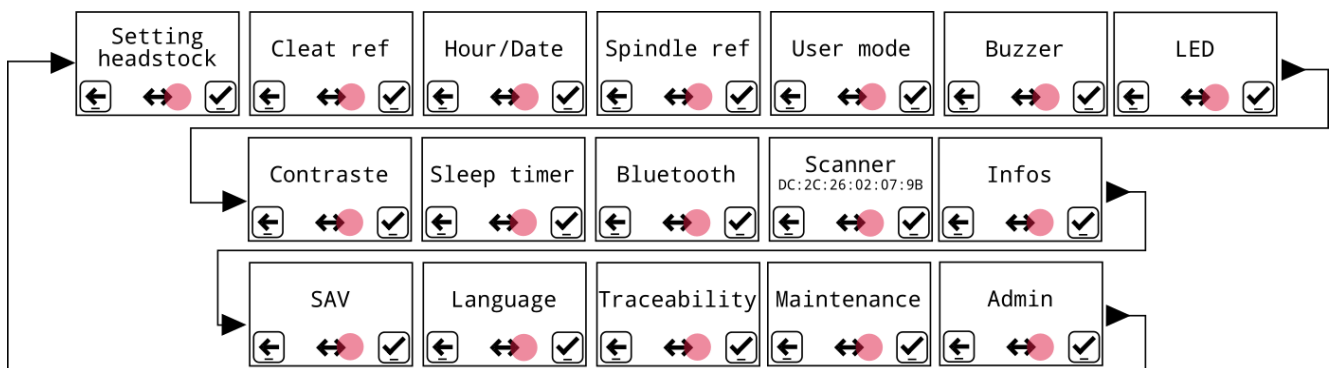 Setting
headstock
Cleat ref
Hour/Date
Spindle ref
User mode
Buzzer
LED
Contraste
Sleep timer
Bluetooth
Scanner
DC:2C:26:02:07:9B
Infos
SAV
Language
Traceability
Maintenance
Admin